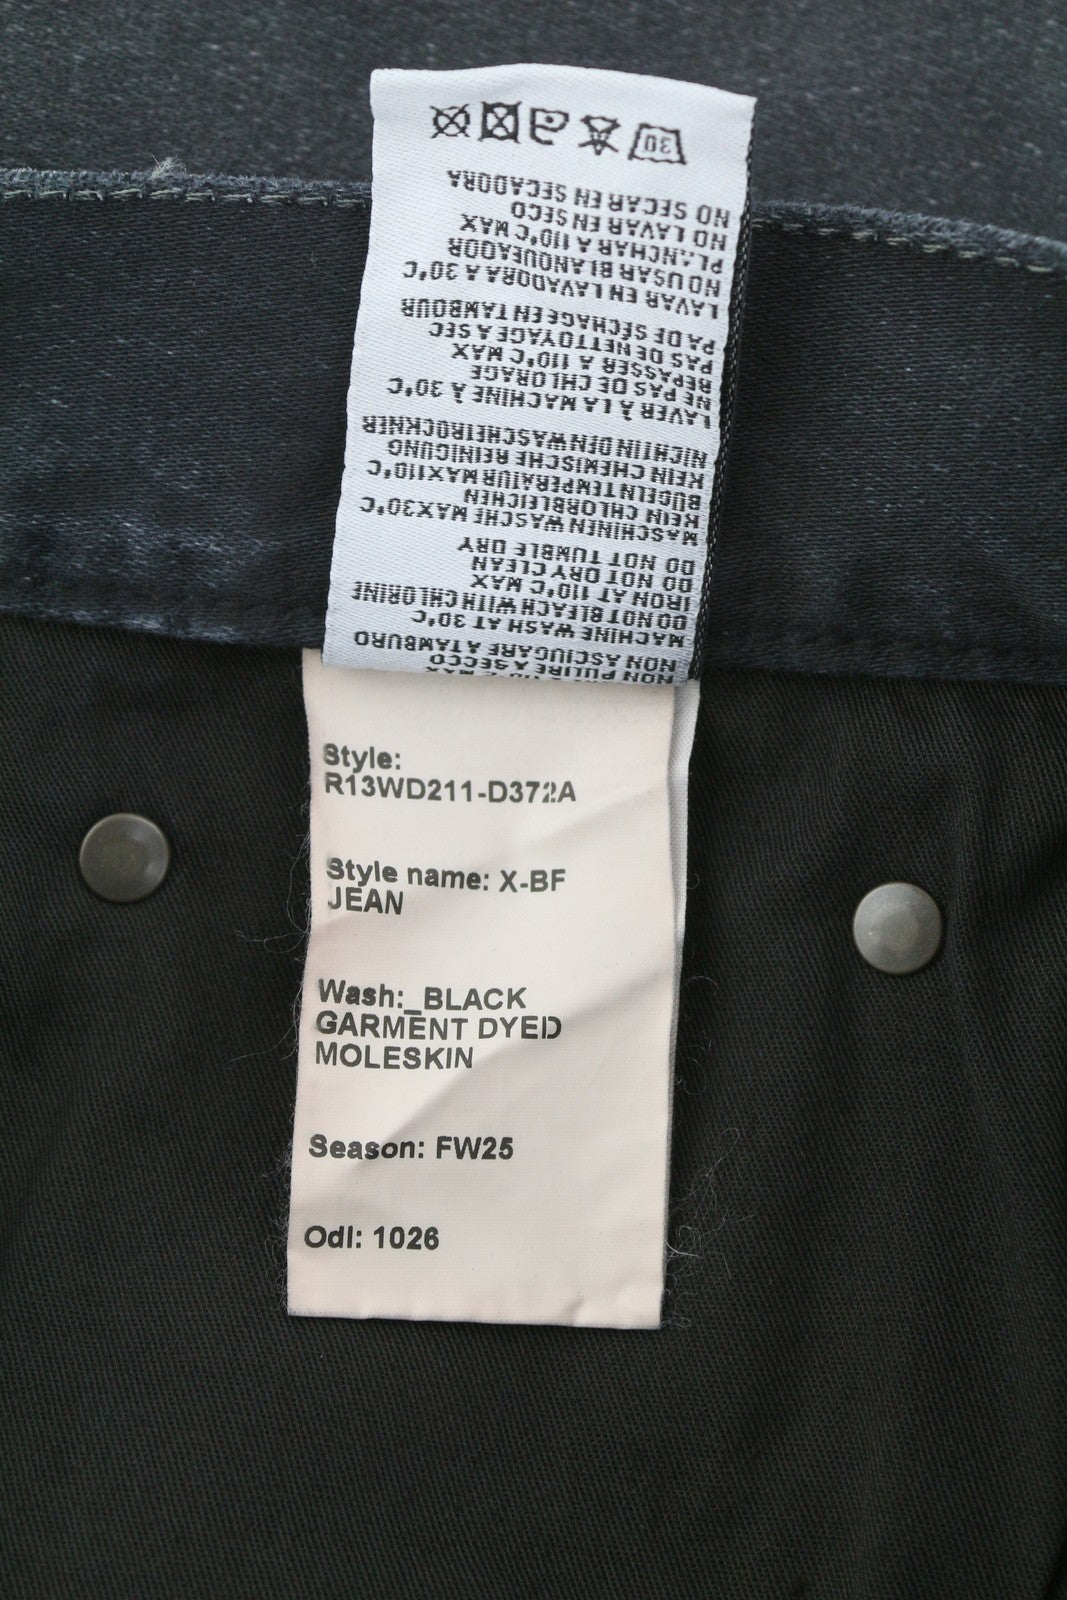 NON PULIRE A SECCO
NON ASCIUGARE A TAMBURO
MACHINE WASH AT 30°C
DO NOT BLEACH WITH CHLORINE
IRON AT 110°C MAX
DO NOT DRY CLEAN
DO NOT TUMBLE DRY
MASCHINEN WASCHE MAX30°C
KEIN CHLORBLEICHEN
BUGELN TEMPERATUR MAX110°C
KEIN CHEMISCHE REINIGUNG
NICHT IN DEN WASCHETROCKNER
LAVER À LA MACHINE À 30°C
NE PAS DE CHLORAGE
REPASSER A 110°C MAX
PAS DE NETTOYAGE A SEC
PA DE SÉCHAGE EN TAMBOUR
LAVAR EN LAVADORA A 30°C
NO USAR BLANQUEADOR
PLANCHAR A 110°C MAX
NO LAVAR EN SECO
NO SECAR EN SECADORA
30
Style:
R13WD211-D372A
Style name: X-BF
JEAN
Wash:_BLACK
GARMENT DYED
MOLESKIN
Season: FW25
Odl: 1026